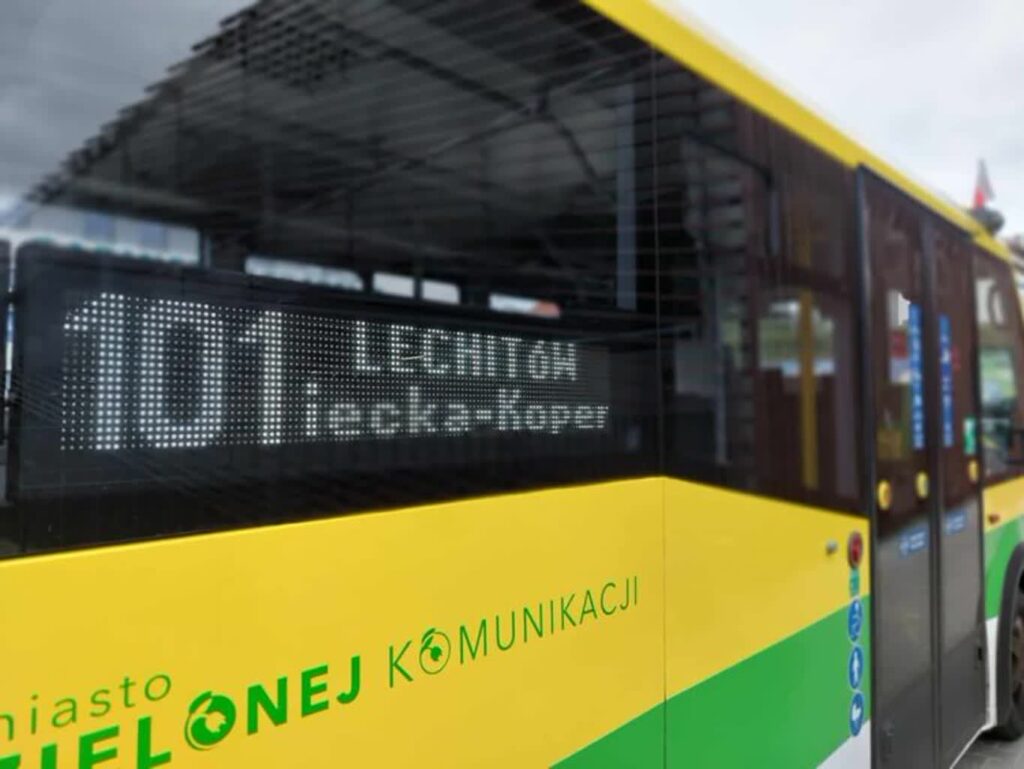 101 LECHITÓW
iecka-Koper
miasto
ZIELONEJ KOMUNIKACJI